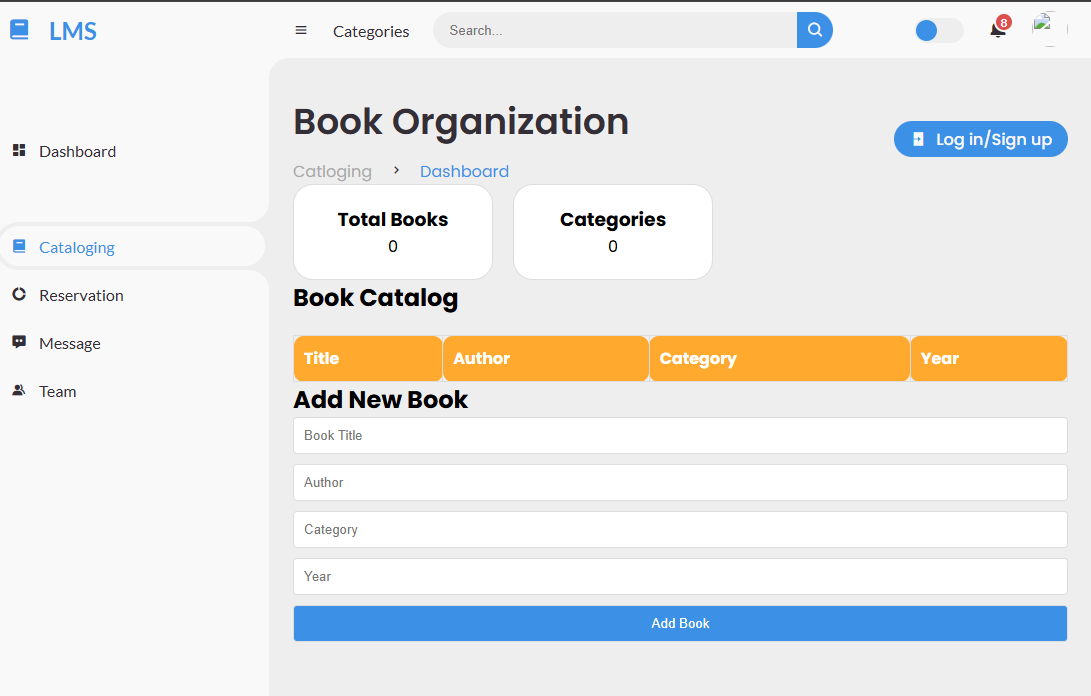 LMS
Categories
Search...
8
Dashboard
Cataloging
Reservation
Message
Team
Book Organization
Log in/Sign up
Catloging > Dashboard
Total Books
0
Categories
0
Book Catalog
Title Author Category Year
Add New Book
Book Title
Author
Category
Year
Add Book